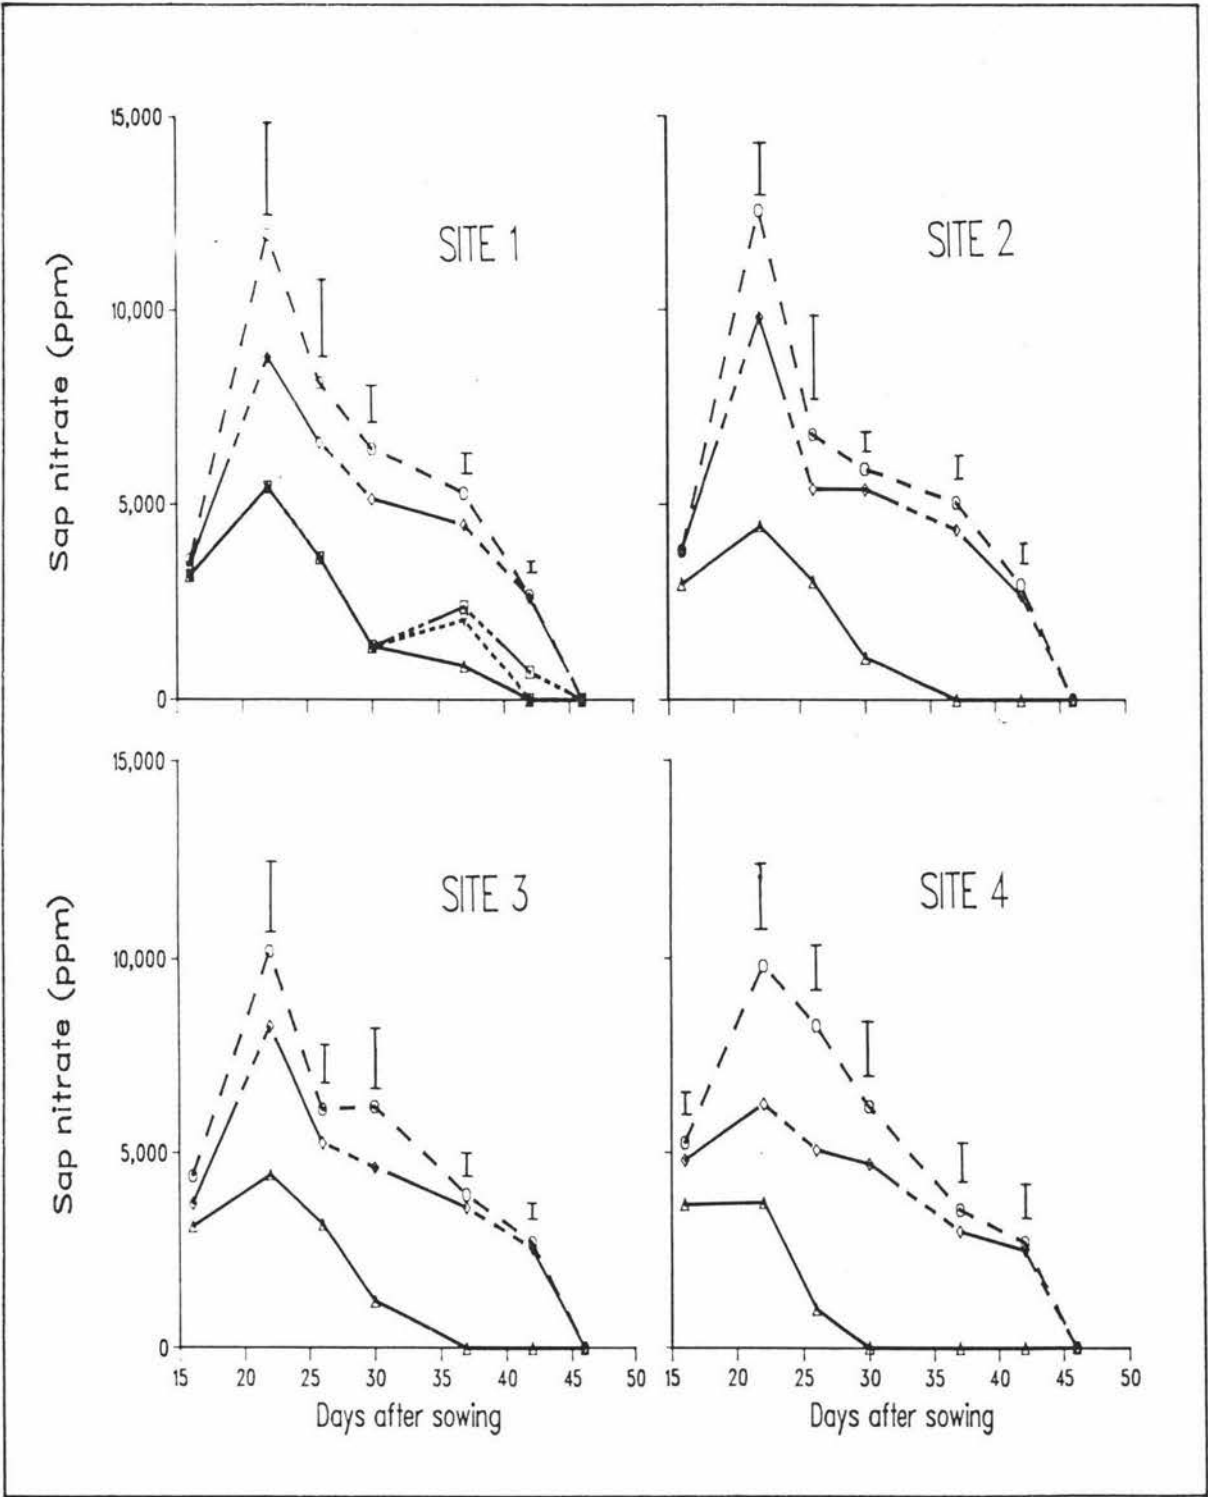 15,000
10,000
5,000
0
Sap nitrate (ppm)
SITE 1
SITE 2
15,000
10,000
5,000
0
Sap nitrate (ppm)
SITE 3
SITE 4
15 20 25 30 35 40 45 50
15 20 25 30 35 40 45 50
Days after sowing
Days after sowing